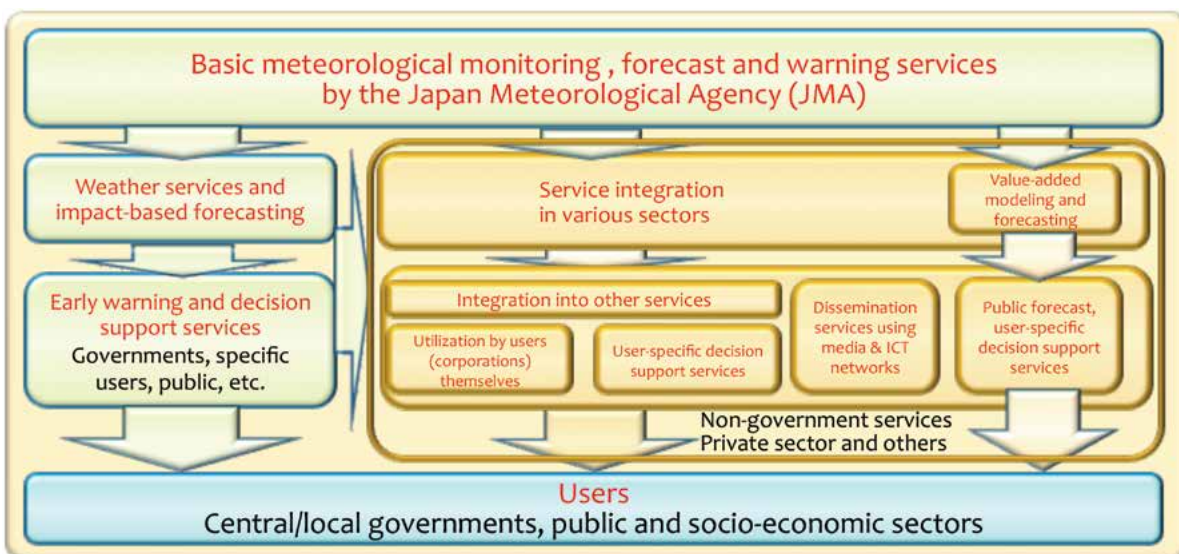 Basic meteorological monitoring , forecast and warning services
by the Japan Meteorological Agency (JMA)
Weather services and
impact-based forecasting
Service integration
in various sectors
Value-added
modeling and
forecasting
Early warning and decision
support services
Governments, specific
users, public, etc.
Integration into other services
Utilization by users
(corporations)
themselves
User-specific decision
support services
Dissemination
services using
media & ICT
networks
Public forecast,
user-specific
decision support
services
Non-government services
Private sector and others
Users
Central/local governments, public and socio-economic sectors